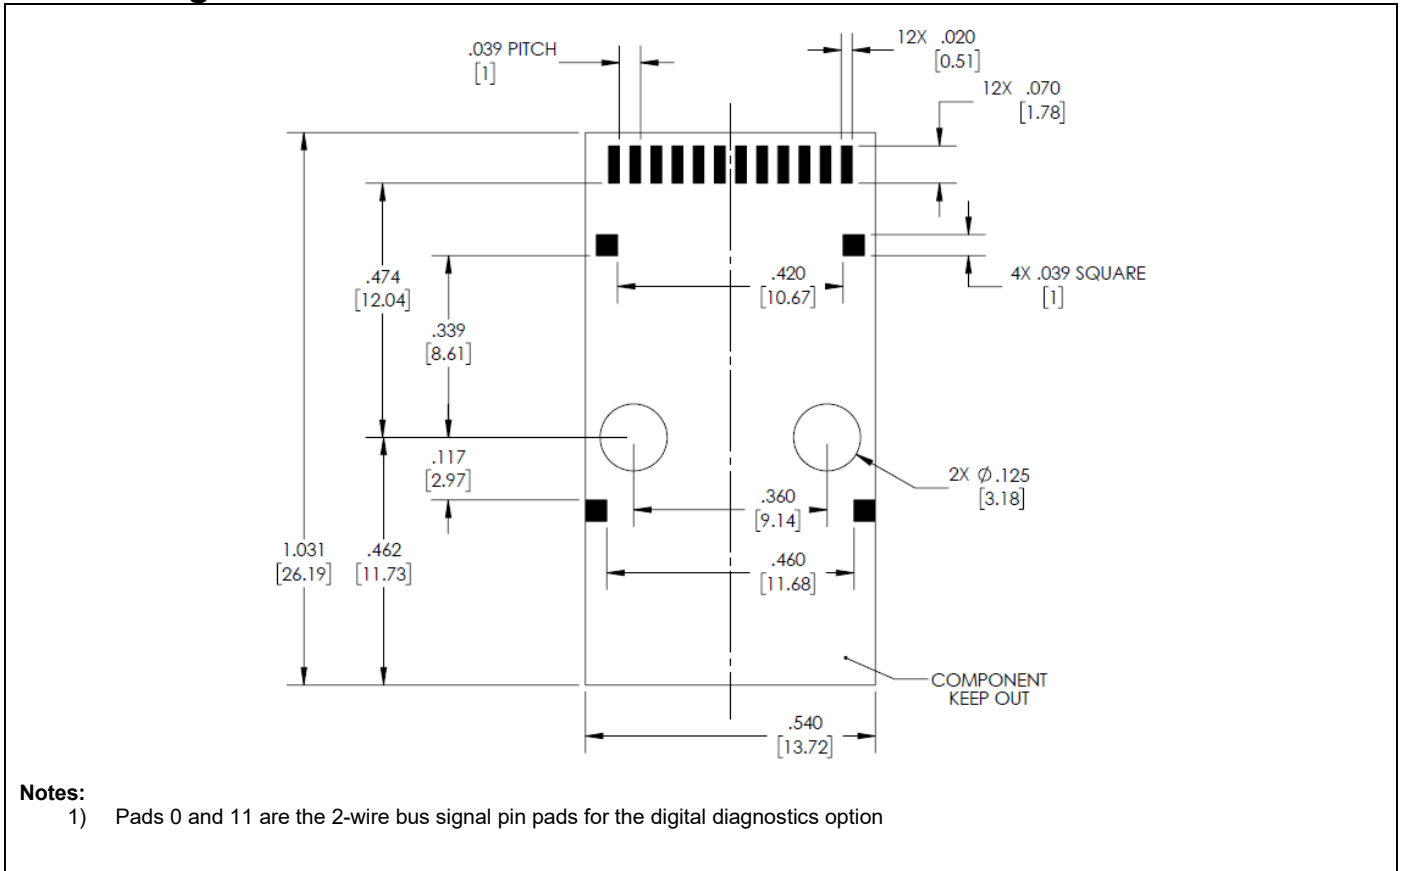 .039 PITCH
[1]
12X .020
[0.51]
12X .070
[1.78]
.474
[12.04]
.420
[10.67]
4X .039 SQUARE
[1]
.339
[8.61]
.117
[2.97]
2X Ø.125
[3.18]
.360
[9.14]
1.031
[26.19]
.462
[11.73]
.460
[11.68]
COMPONENT
KEEP OUT
.540
[13.72]
Notes:
1) Pads 0 and 11 are the 2-wire bus signal pin pads for the digital diagnostics option